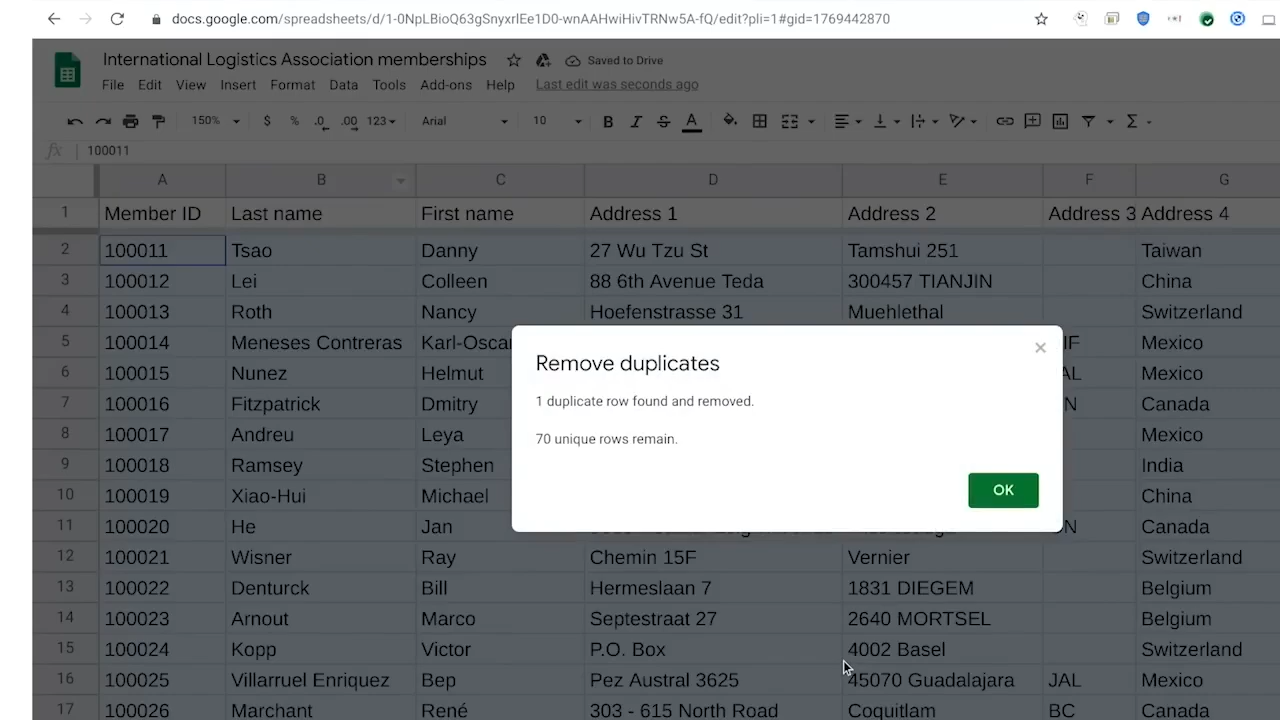 docs.google.com/spreadsheets/d/1-0NpLBioQ63gSnyxrIEe1D0-wnAAHwiHivTRNw5A-fQ/edit?pli=1#gid=1769442870
International Logistics Association memberships Saved to Drive
File Edit View Insert Format Data Tools Add-ons Help Last edit was seconds ago
150% $ % .0 .00 123 Arial 10 B I S A Σ
fx 100011
A B C D E F G
1 Member ID Last name First name Address 1 Address 2 Address 3 Address 4
2 100011 Tsao Danny 27 Wu Tzu St Tamshui 251 Taiwan
3 100012 Lei Colleen 88 6th Avenue Teda 300457 TIANJIN China
4 100013 Roth Nancy Hoefenstrasse 31 Muehlethal Switzerland
5 100014 Meneses Contreras Karl-Oscar IF Mexico
6 100015 Nunez Helmut AL Mexico
7 100016 Fitzpatrick Dmitry N Canada
8 100017 Andreu Leya Mexico
9 100018 Ramsey Stephen India
10 100019 Xiao-Hui Michael China
11 100020 He Jan ON Canada
12 100021 Wisner Ray Chemin 15F Vernier Switzerland
13 100022 Denturck Bill Hermeslaan 7 1831 DIEGEM Belgium
14 100023 Arnout Marco Septestraat 27 2640 MORTSEL Belgium
15 100024 Kopp Victor P.O. Box 4002 Basel Switzerland
16 100025 Villarruel Enriquez Bep Pez Austral 3625 45070 Guadalajara JAL Mexico
17 100026 Marchant René 303 - 615 North Road Coquitlam BC Canada
Remove duplicates
1 duplicate row found and removed.
70 unique rows remain.
OK